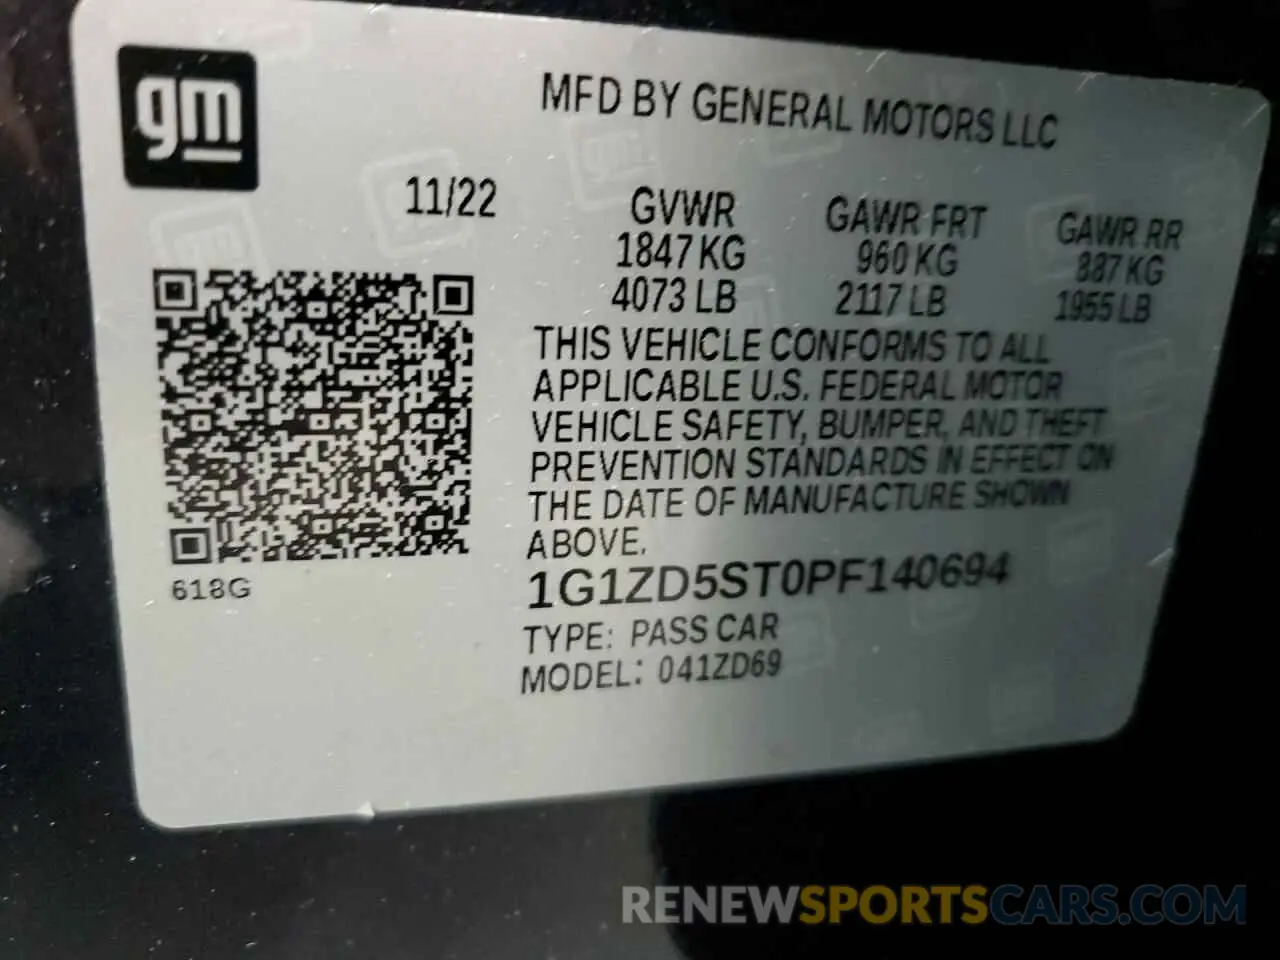 gm
MFD BY GENERAL MOTORS LLC
11/22
GVWR GAWR FRT GAWR RR
1847 KG 960 KG 887 KG
4073 LB 2117 LB 1955 LB
THIS VEHICLE CONFORMS TO ALL
APPLICABLE U.S. FEDERAL MOTOR
VEHICLE SAFETY, BUMPER, AND THEFT
PREVENTION STANDARDS IN EFFECT ON
THE DATE OF MANUFACTURE SHOWN
ABOVE.
618G
1G1ZD5ST0PF140694
TYPE: PASS CAR
MODEL: 041ZD69
RENEWSPORTSCARS.COM